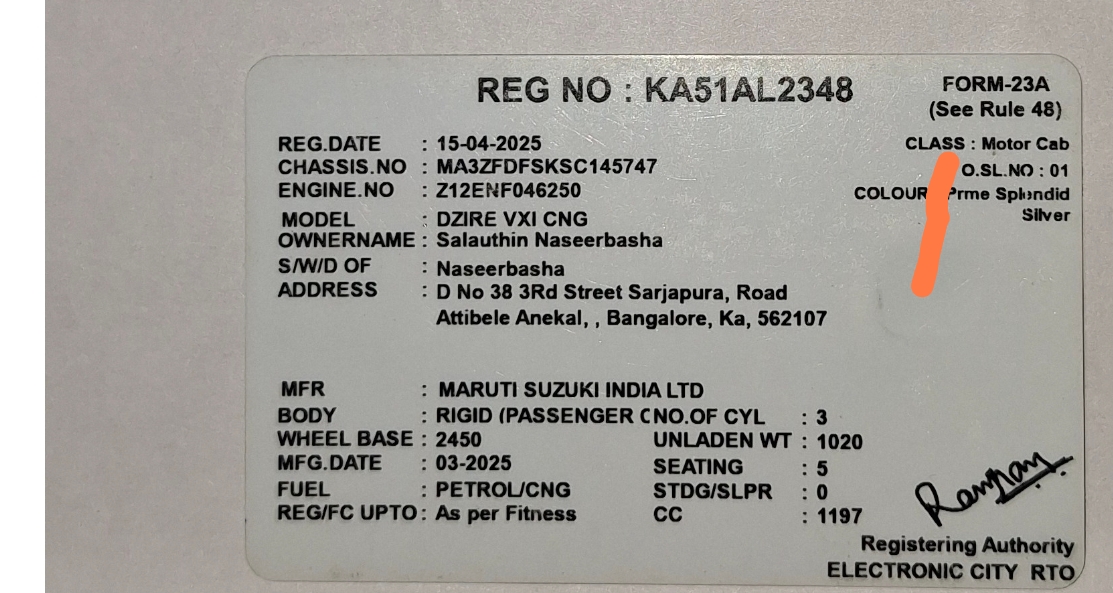 REG NO : KA51AL2348
FORM-23A
(See Rule 48)
REG.DATE : 15-04-2025
CLASS : Motor Cab
CHASSIS.NO : MA3ZFDFSKSC145747
O.SL.NO : 01
ENGINE.NO : Z12ENF046250
COLOUR Prme Splendid
Silver
MODEL : DZIRE VXI CNG
OWNERNAME : Salauthin Naseerbasha
S/W/D OF : Naseerbasha
ADDRESS : D No 38 3Rd Street Sarjapura, Road
Attibele Anekal, , Bangalore, Ka, 562107
MFR : MARUTI SUZUKI INDIA LTD
BODY : RIGID (PASSENGER C NO.OF CYL : 3
WHEEL BASE : 2450 UNLADEN WT : 1020
MFG.DATE : 03-2025 SEATING : 5
FUEL : PETROL/CNG STDG/SLPR : 0
REG/FC UPTO : As per Fitness CC : 1197
Registering Authority
ELECTRONIC CITY RTO